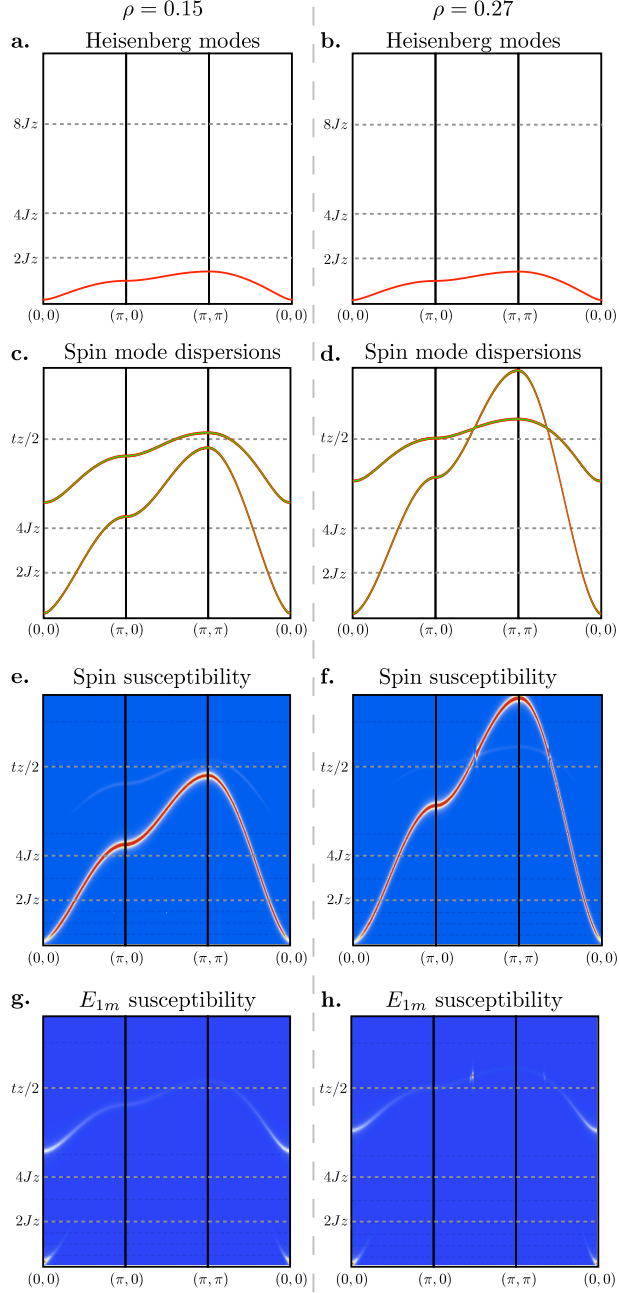 ρ = 0.15
ρ = 0.27
a. Heisenberg modes
b. Heisenberg modes
8Jz
4Jz
2Jz
(0, 0) (π, 0) (π, π) (0, 0)
8Jz
4Jz
2Jz
(0, 0) (π, 0) (π, π) (0, 0)
c. Spin mode dispersions
d. Spin mode dispersions
tz/2
4Jz
2Jz
(0, 0) (π, 0) (π, π) (0, 0)
tz/2
4Jz
2Jz
(0, 0) (π, 0) (π, π) (0, 0)
e. Spin susceptibility
f. Spin susceptibility
tz/2
4Jz
2Jz
(0, 0) (π, 0) (π, π) (0, 0)
tz/2
4Jz
2Jz
(0, 0) (π, 0) (π, π) (0, 0)
g. E₁ₘ susceptibility
h. E₁ₘ susceptibility
tz/2
4Jz
2Jz
(0, 0) (π, 0) (π, π) (0, 0)
tz/2
4Jz
2Jz
(0, 0) (π, 0) (π, π) (0, 0)